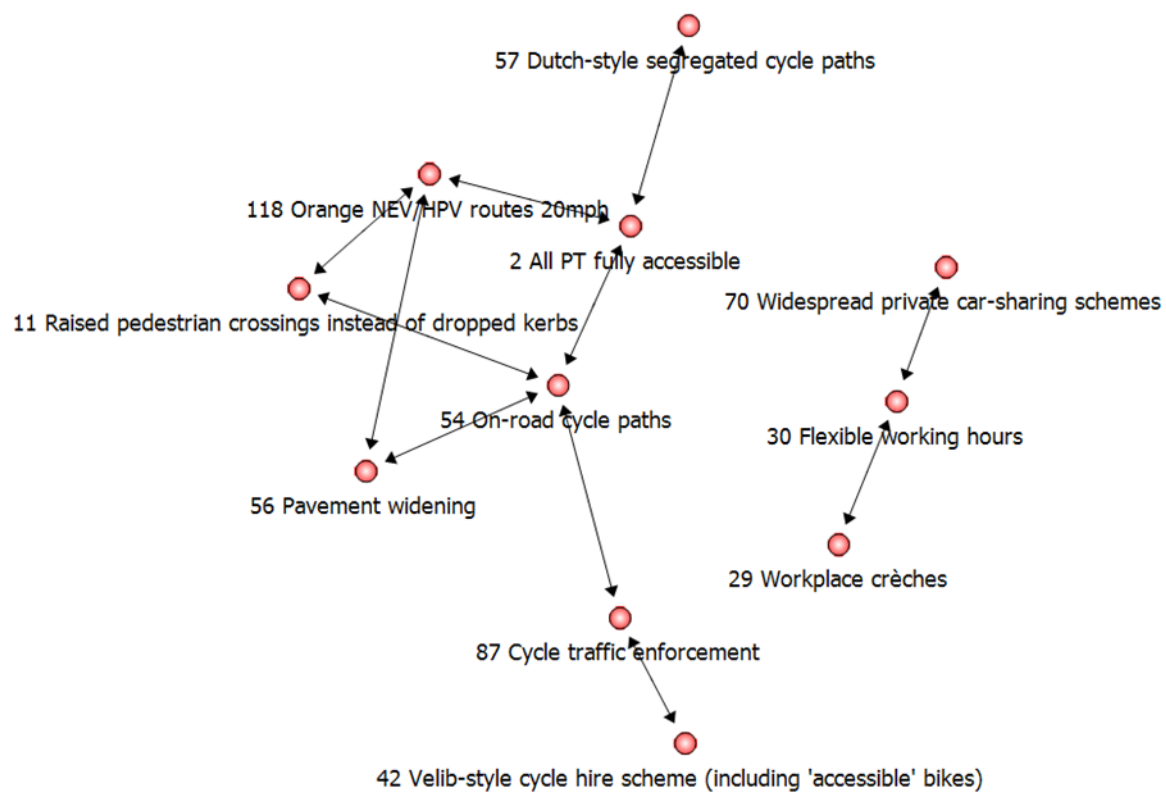 57 Dutch-style segregated cycle paths
118 Orange NEV/HPV routes 20mph
2 All PT fully accessible
70 Widespread private car-sharing schemes
11 Raised pedestrian crossings instead of dropped kerbs
54 On-road cycle paths
30 Flexible working hours
56 Pavement widening
29 Workplace crèches
87 Cycle traffic enforcement
42 Velib-style cycle hire scheme (including 'accessible' bikes)